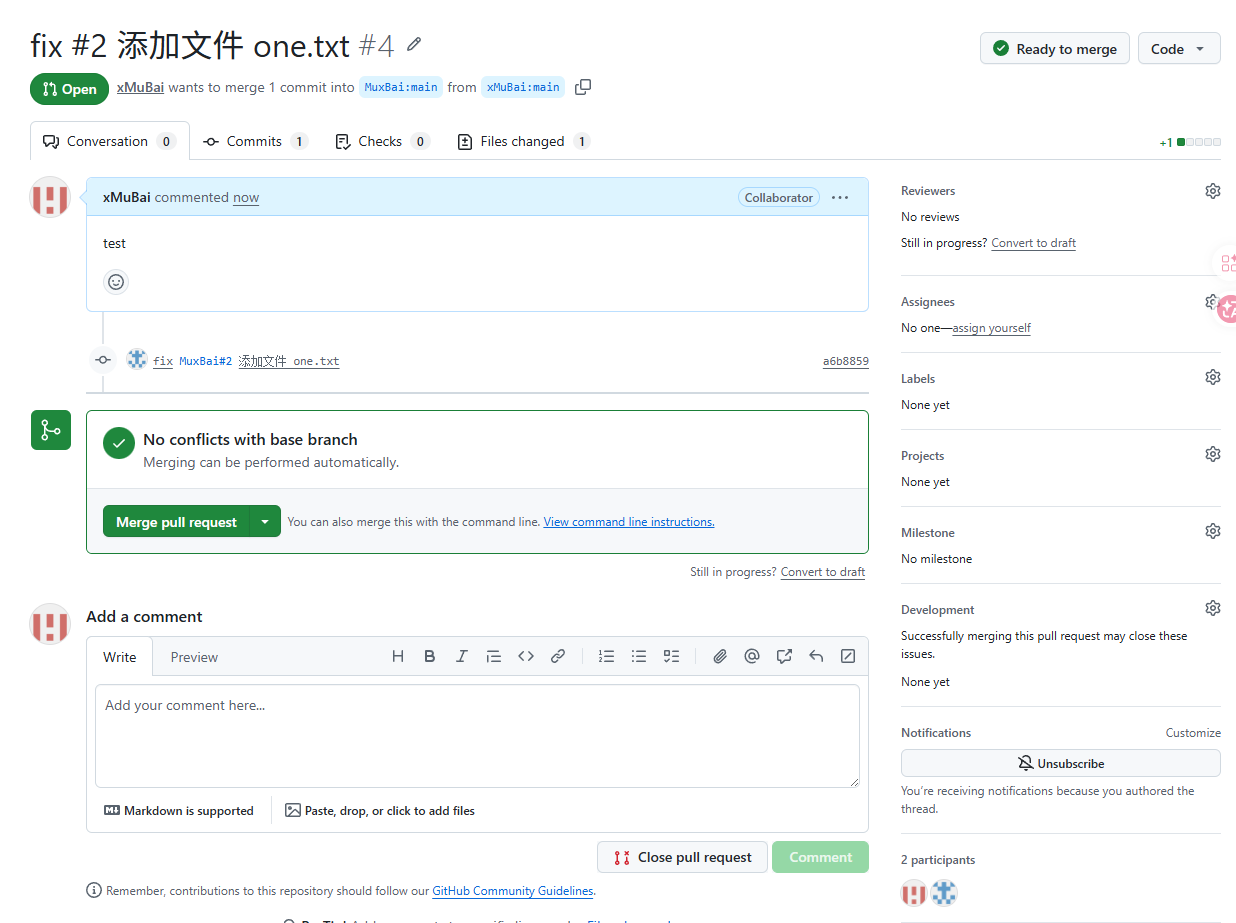 fix #2 添加文件 one.txt #4
Ready to merge
Code
Open
xMuBai wants to merge 1 commit into MuxBai:main from xMuBai:main
Conversation 0
Commits 1
Checks 0
Files changed 1
+1
xMuBai commented now
Collaborator
test
fix MuxBai#2 添加文件 one.txt
a6b8859
No conflicts with base branch
Merging can be performed automatically.
Merge pull request
You can also merge this with the command line. View command line instructions.
Still in progress? Convert to draft
Add a comment
Write
Preview
Add your comment here...
Markdown is supported
Paste, drop, or click to add files
Close pull request
Comment
Remember, contributions to this repository should follow our GitHub Community Guidelines.
Reviewers
No reviews
Still in progress? Convert to draft
Assignees
No one—assign yourself
Labels
None yet
Projects
None yet
Milestone
No milestone
Development
Successfully merging this pull request may close these
issues.
None yet
Notifications
Customize
Unsubscribe
You're receiving notifications because you authored the
thread.
2 participants